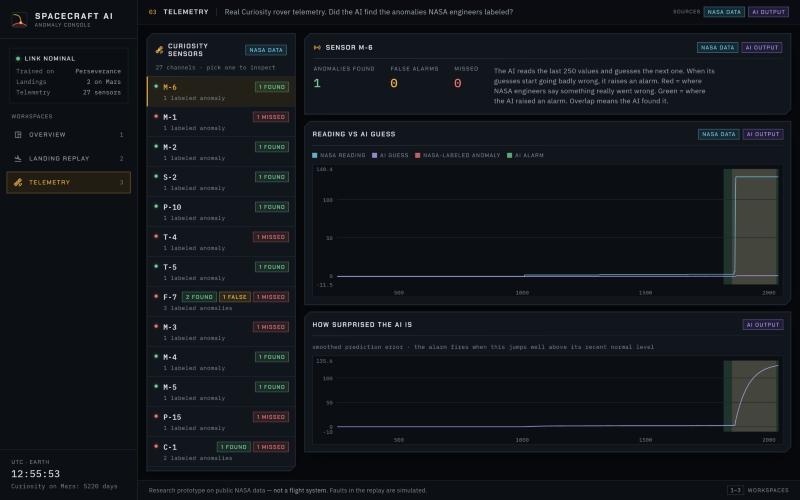 SPACECRAFT AI
ANOMALY CONSOLE
LINK NOMINAL
Trained on Perseverance
Landings 2 on Mars
Telemetry 27 sensors
WORKSPACES
OVERVIEW 1
LANDING REPLAY 2
TELEMETRY 3
UTC · EARTH
12:55:53
Curiosity on Mars: 5220 days
03 TELEMETRY Real Curiosity rover telemetry. Did the AI find the anomalies NASA engineers labeled?
SOURCES NASA DATA AI OUTPUT
CURIOSITY SENSORS NASA DATA
27 channels · pick one to inspect
M-6 1 FOUND
1 labeled anomaly
M-1 1 MISSED
1 labeled anomaly
M-2 1 FOUND
1 labeled anomaly
S-2 1 FOUND
1 labeled anomaly
P-10 1 FOUND
1 labeled anomaly
T-4 1 MISSED
1 labeled anomaly
T-5 1 FOUND
1 labeled anomaly
F-7 2 FOUND 1 FALSE 1 MISSED
3 labeled anomalies
M-3 1 MISSED
1 labeled anomaly
M-4 1 FOUND
1 labeled anomaly
M-5 1 FOUND
1 labeled anomaly
P-15 1 MISSED
1 labeled anomaly
C-1 1 FOUND 1 MISSED
2 labeled anomalies
SENSOR M-6 NASA DATA AI OUTPUT
ANOMALIES FOUND FALSE ALARMS MISSED
1 0 0
The AI reads the last 250 values and guesses the next one. When its
guesses start going badly wrong, it raises an alarm. Red = where
NASA engineers say something really went wrong. Green = where
the AI raised an alarm. Overlap means the AI found it.
READING VS AI GUESS NASA DATA AI OUTPUT
NASA READING AI GUESS NASA-LABELED ANOMALY AI ALARM
140.4
100
50
0
-11.5
500 1000 1500 2000
HOW SURPRISED THE AI IS AI OUTPUT
smoothed prediction error · the alarm fires when this jumps well above its recent normal level
135.6
100
50
0
-10
500 1000 1500 2000
Research prototype on public NASA data — not a flight system. Faults in the replay are simulated.
1–3 WORKSPACES